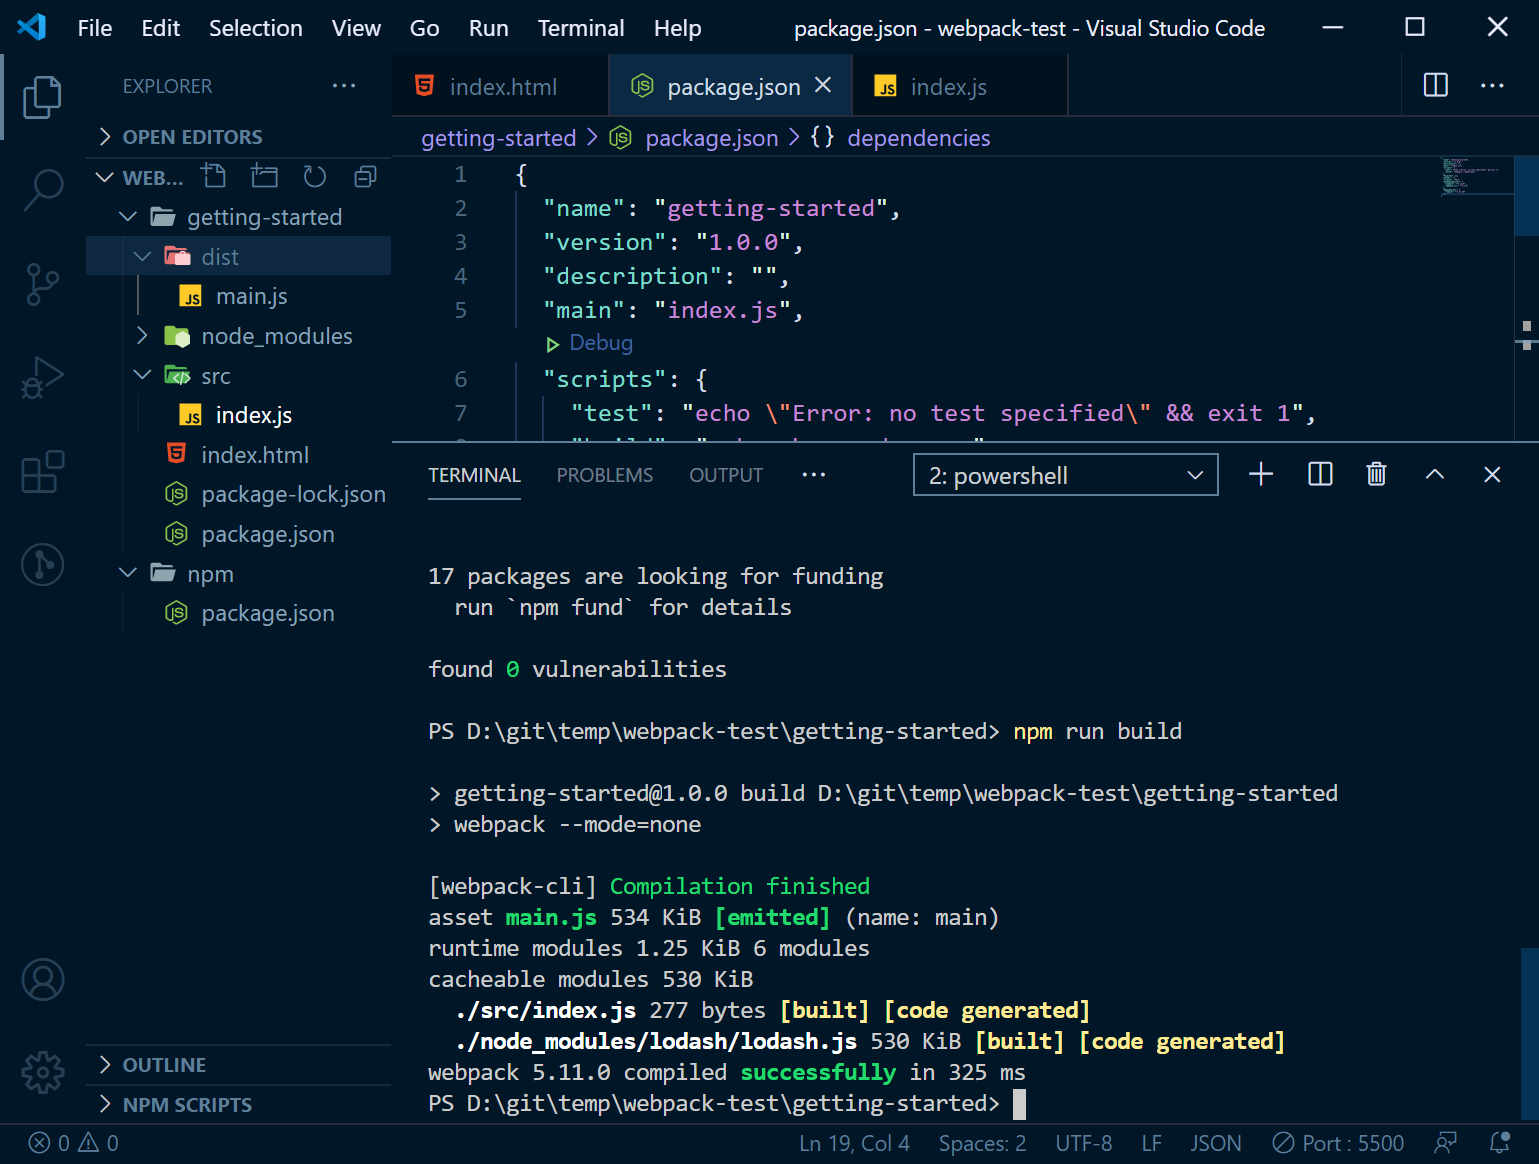 File Edit Selection View Go Run Terminal Help package.json - webpack-test - Visual Studio Code
EXPLORER
OPEN EDITORS
WEB...
getting-started
dist
JS main.js
node_modules
src
JS index.js
index.html
package-lock.json
package.json
npm
package.json
OUTLINE
NPM SCRIPTS
index.html package.json JS index.js
getting-started > package.json > {} dependencies
1 {
2 "name": "getting-started",
3 "version": "1.0.0",
4 "description": "",
5 "main": "index.js",
Debug
6 "scripts": {
7 "test": "echo \"Error: no test specified\" && exit 1",
TERMINAL PROBLEMS OUTPUT ··· 2: powershell
17 packages are looking for funding
run `npm fund` for details
found 0 vulnerabilities
PS D:\git\temp\webpack-test\getting-started> npm run build
> getting-started@1.0.0 build D:\git\temp\webpack-test\getting-started
> webpack --mode=none
[webpack-cli] Compilation finished
asset main.js 534 KiB [emitted] (name: main)
runtime modules 1.25 KiB 6 modules
cacheable modules 530 KiB
./src/index.js 277 bytes [built] [code generated]
./node_modules/lodash/lodash.js 530 KiB [built] [code generated]
webpack 5.11.0 compiled successfully in 325 ms
PS D:\git\temp\webpack-test\getting-started>
0 0 Ln 19, Col 4 Spaces: 2 UTF-8 LF JSON Port : 5500